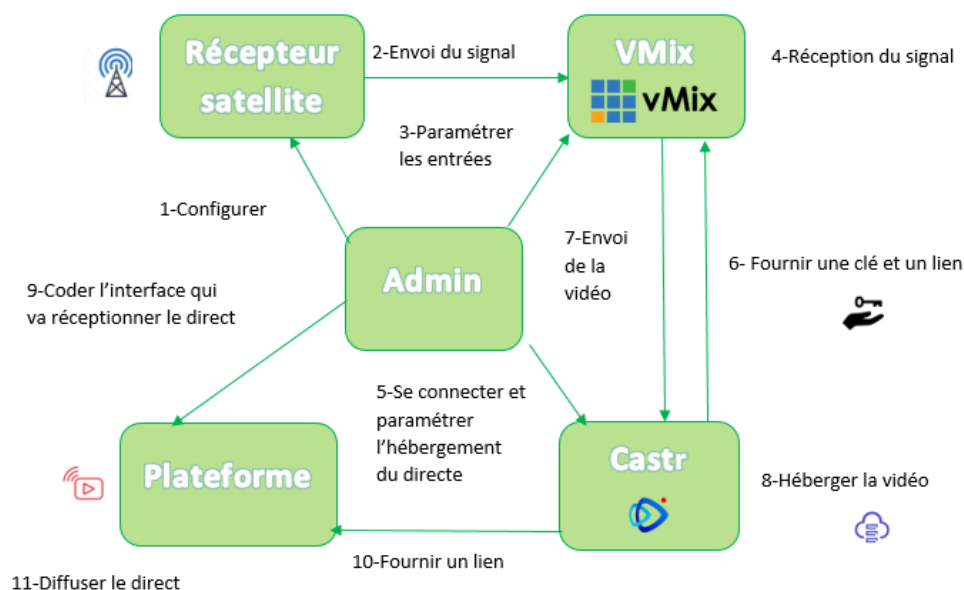 Récepteur
satellite
2-Envoi du signal
VMix
vMix
4-Réception du signal
3-Paramétrer
les entrées
1-Configurer
Admin
7-Envoi
de la
vidéo
6- Fournir une clé et un lien
9-Coder l’interface qui
va réceptionner le direct
5-Se connecter et
paramétrer
l’hébergement
du directe
Plateforme
Castr
8-Héberger la vidéo
10-Fournir un lien
11-Diffuser le direct